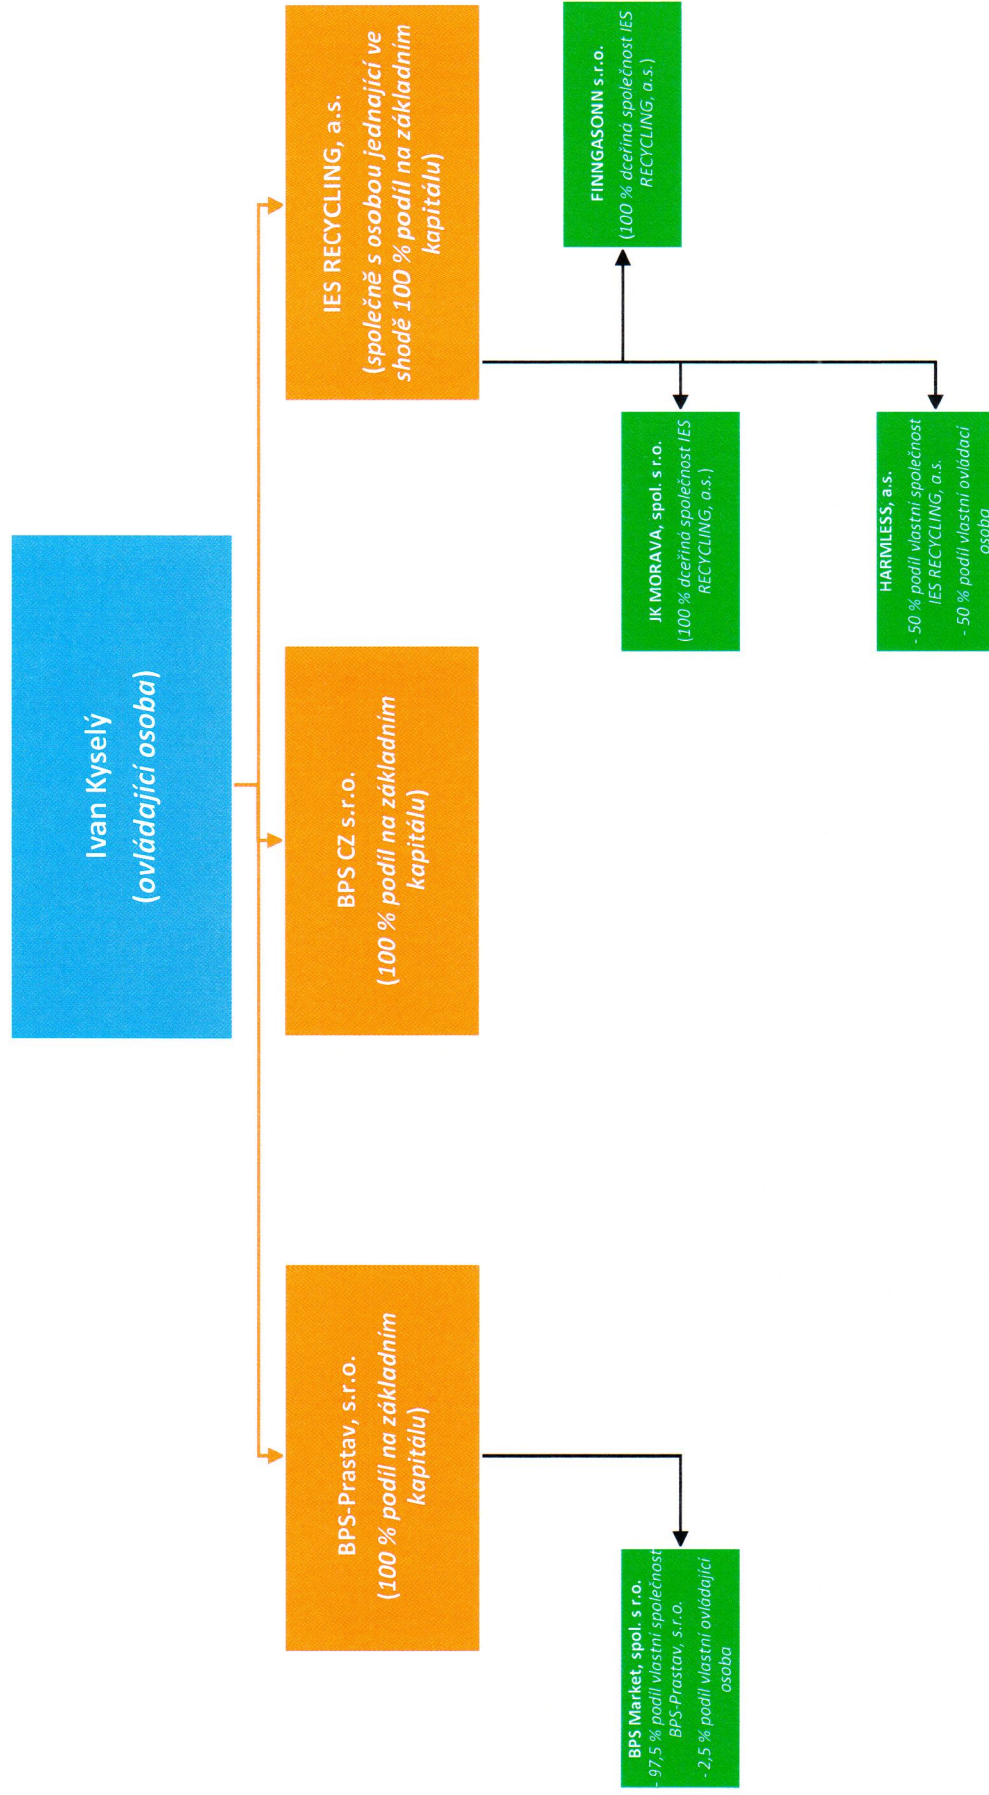 Ivan Kyselý
(ovládající osoba)
BPS-Prastav, s.r.o.
(100 % podíl na základním
kapitálu)
BPS CZ s.r.o.
(100 % podíl na základním
kapitálu)
IES RECYCLING, a.s.
(společně s osobou jednající ve
shodě 100 % podíl na základním
kapitálu)
BPS Market, spol. s r.o.
- 97,5 % podíl vlastní společnost
BPS-Prastav, s.r.o.
- 2,5 % podíl vlastní ovládající
osoba
JK MORAVA, spol. s r.o.
(100 % dceřiná společnost IES
RECYCLING, a.s.)
FINNGASONN s.r.o.
(100 % dceřiná společnost IES
RECYCLING, a.s.)
HARMLESS, a.s.
- 50 % podíl vlastní společnost
IES RECYCLING, a.s.
- 50 % podíl vlastní ovládací
osoba